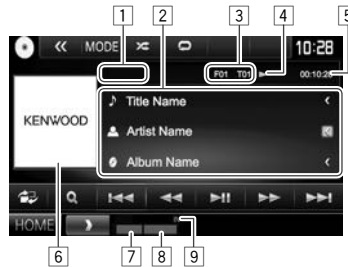 1 2 3 4 5
MODE 10:28
F01 T01 00:10:28
Title Name
KENWOOD
Artist Name
Album Name
HOME
6 7 8 9